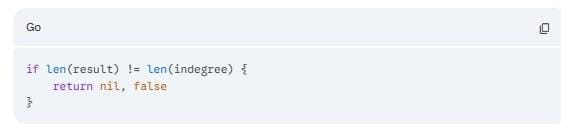 Go
if len(result) != len(indegree) {
    return nil, false
}